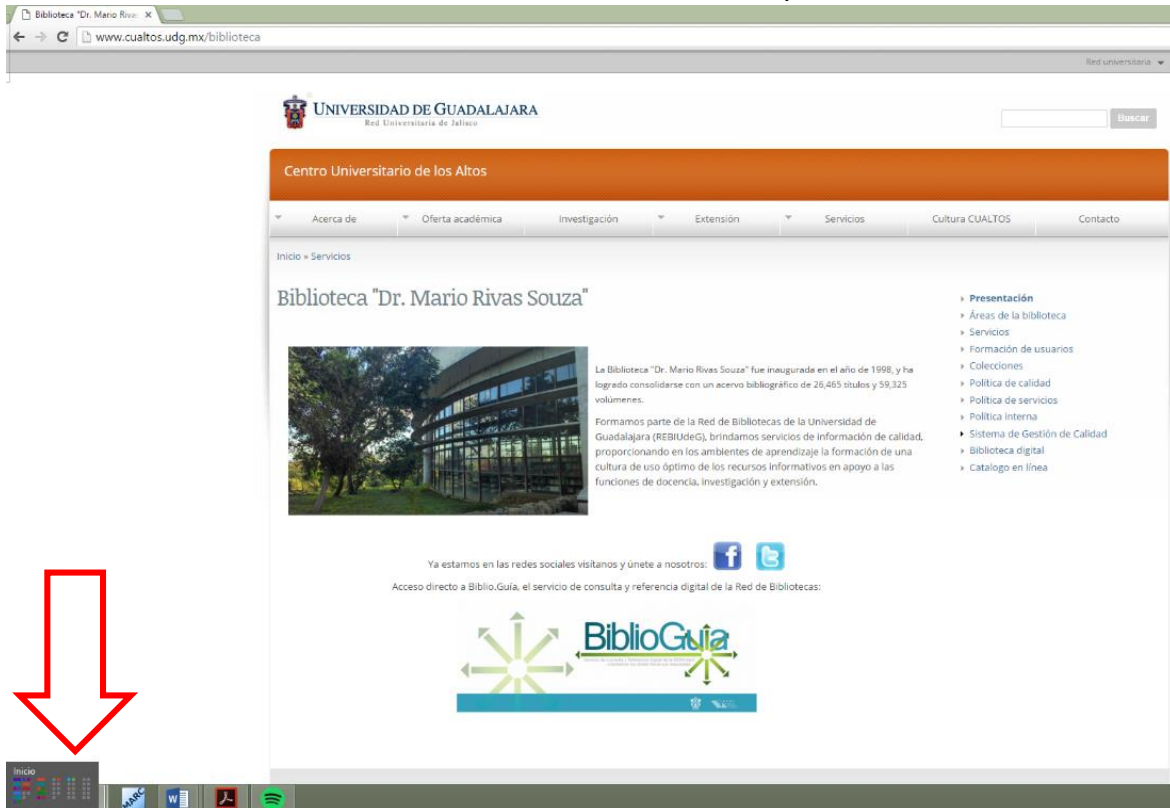 Biblioteca "Dr. Mario Riva
www.cualtos.udg.mx/biblioteca
Red universitaria
UNIVERSIDAD DE GUADALAJARA
Red Universitaria de Jalisco
Buscar
Centro Universitario de los Altos
Acerca de Oferta académica Investigación Extensión Servicios Cultura CUALTOS Contacto
Inicio » Servicios
Biblioteca "Dr. Mario Rivas Souza"
La Biblioteca "Dr. Mario Rivas Souza" fue inaugurada en el año de 1998, y ha
logrado consolidarse con un acervo bibliográfico de 26,465 títulos y 59,325
volúmenes.
Formamos parte de la Red de Bibliotecas de la Universidad de
Guadalajara (REBIUdeG), brindamos servicios de información de calidad,
proporcionando en los ambientes de aprendizaje la formación de una
cultura de uso óptimo de los recursos informativos en apoyo a las
funciones de docencia, investigación y extensión.
Presentación
Áreas de la biblioteca
Servicios
Formación de usuarios
Colecciones
Política de calidad
Política de servicios
Política interna
Sistema de Gestión de Calidad
Biblioteca digital
Catalogo en línea
Ya estamos en las redes sociales visítanos y únete a nosotros:
Acceso directo a Biblio.Guía, el servicio de consulta y referencia digital de la Red de Bibliotecas:
BiblioGuía
Inicio
MARC